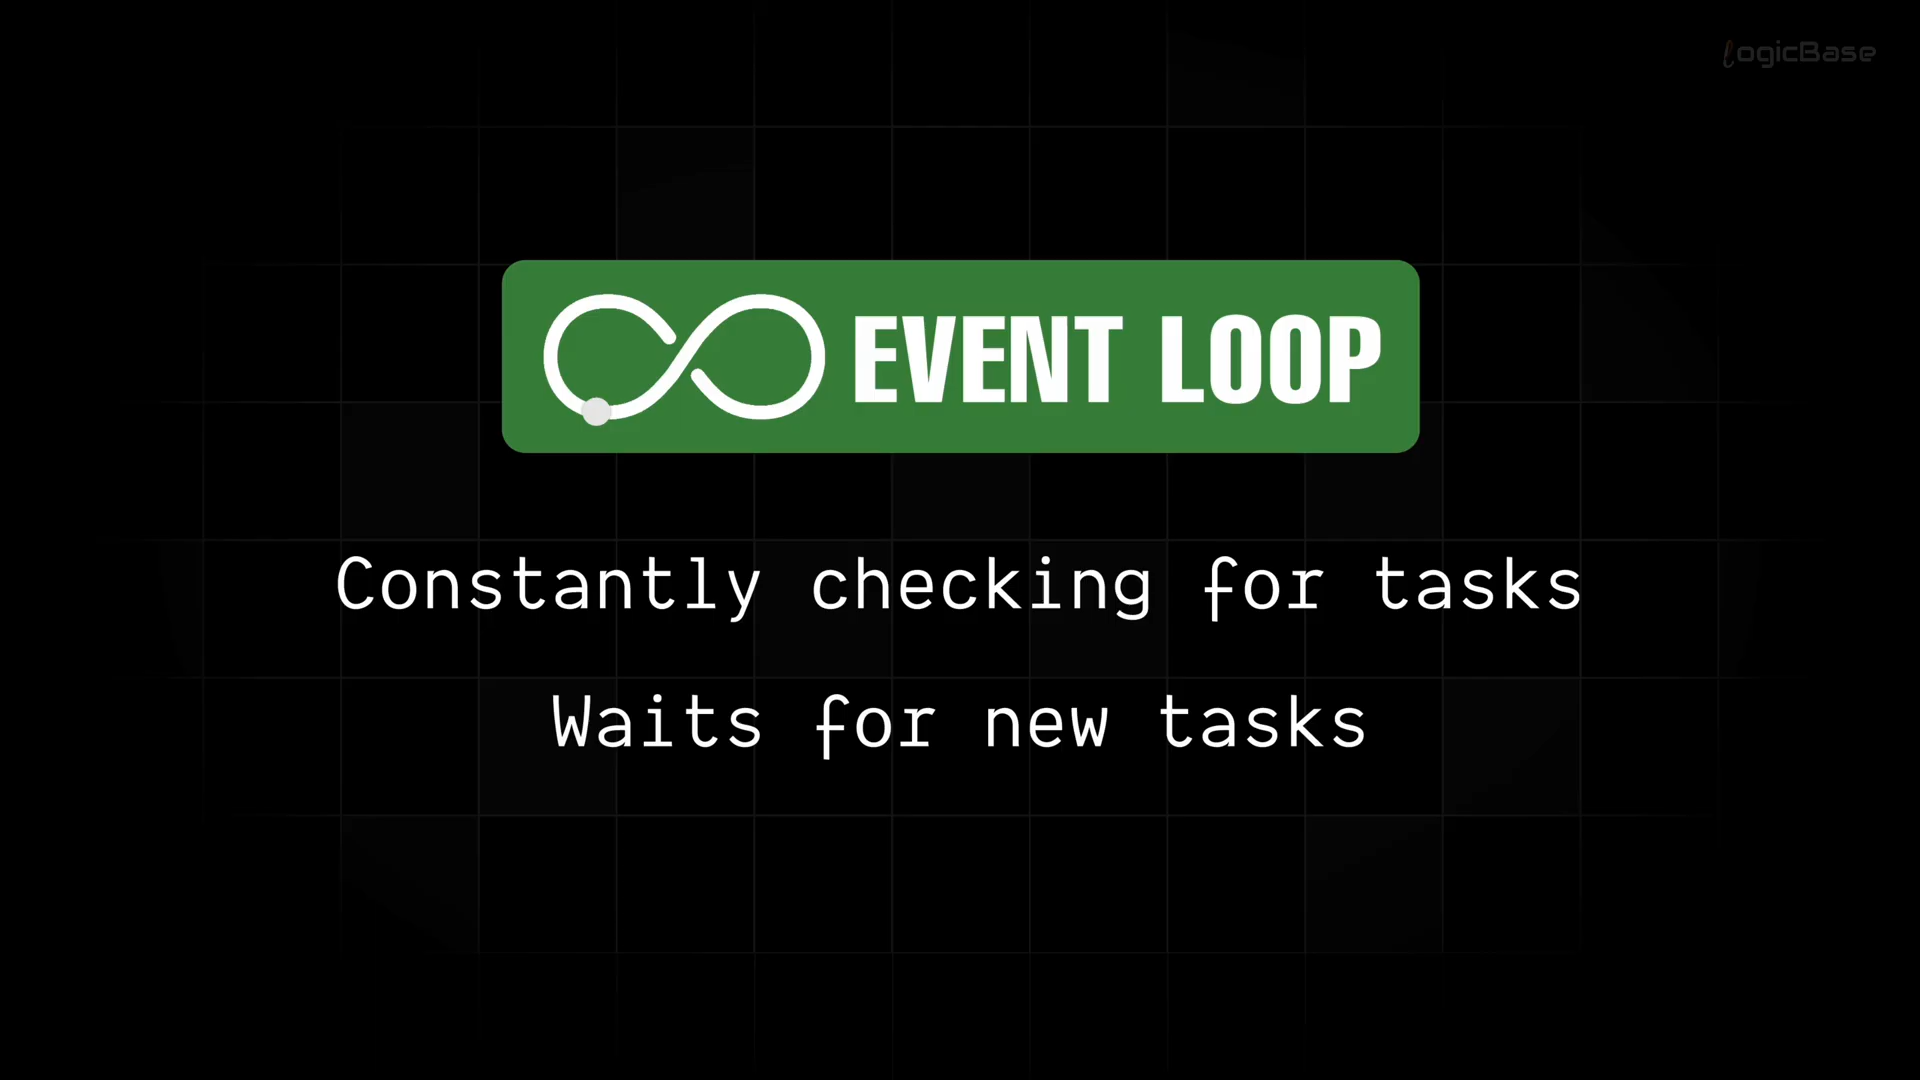 LogicBase
EVENT LOOP
Constantly checking for tasks
Waits for new tasks